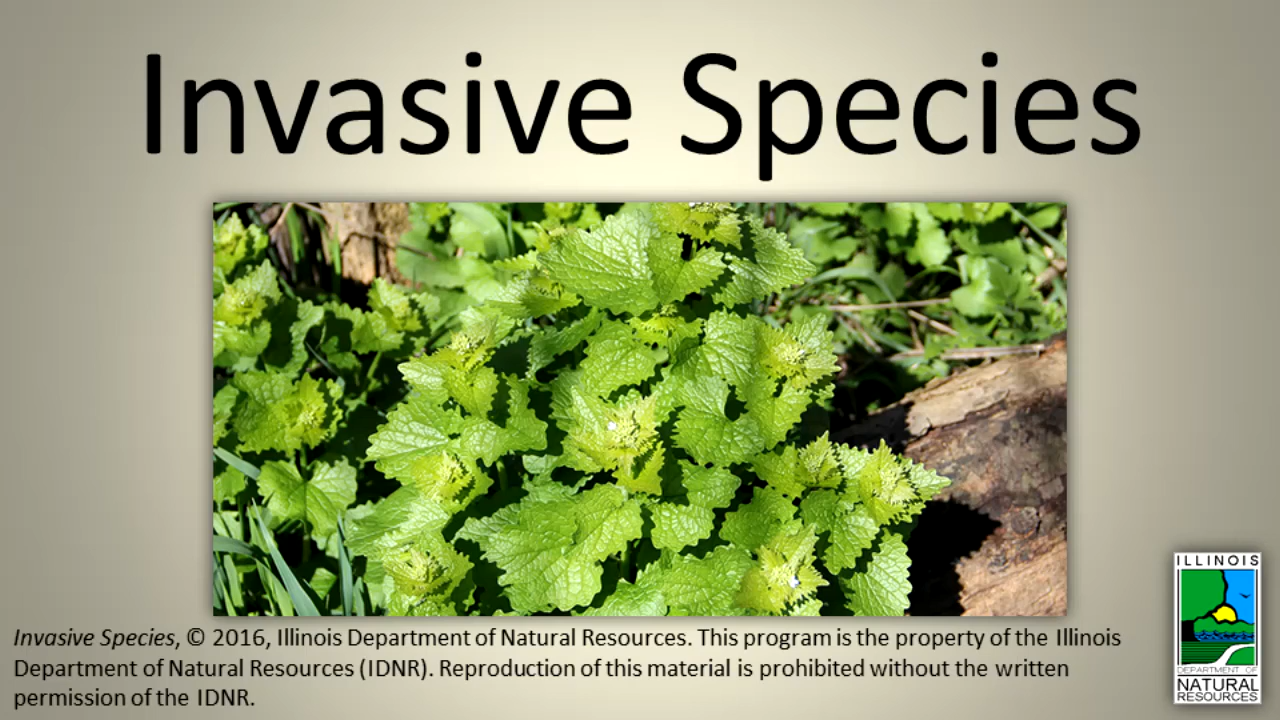 Invasive Species
Invasive Species, © 2016, Illinois Department of Natural Resources. This program is the property of the Illinois
Department of Natural Resources (IDNR). Reproduction of this material is prohibited without the written
permission of the IDNR.
ILLINOIS
DEPARTMENT OF
NATURAL
RESOURCES